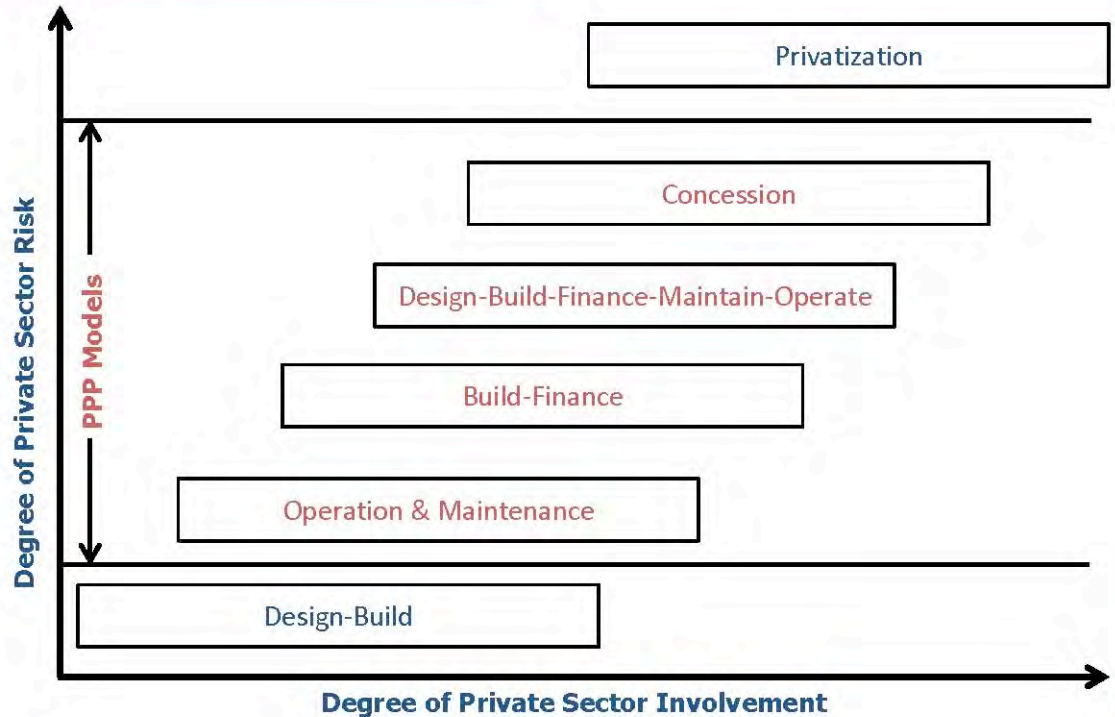 Privatization
Concession
Design-Build-Finance-Maintain-Operate
Build-Finance
Operation & Maintenance
Design-Build
PPP Models
Degree of Private Sector Risk
Degree of Private Sector Involvement